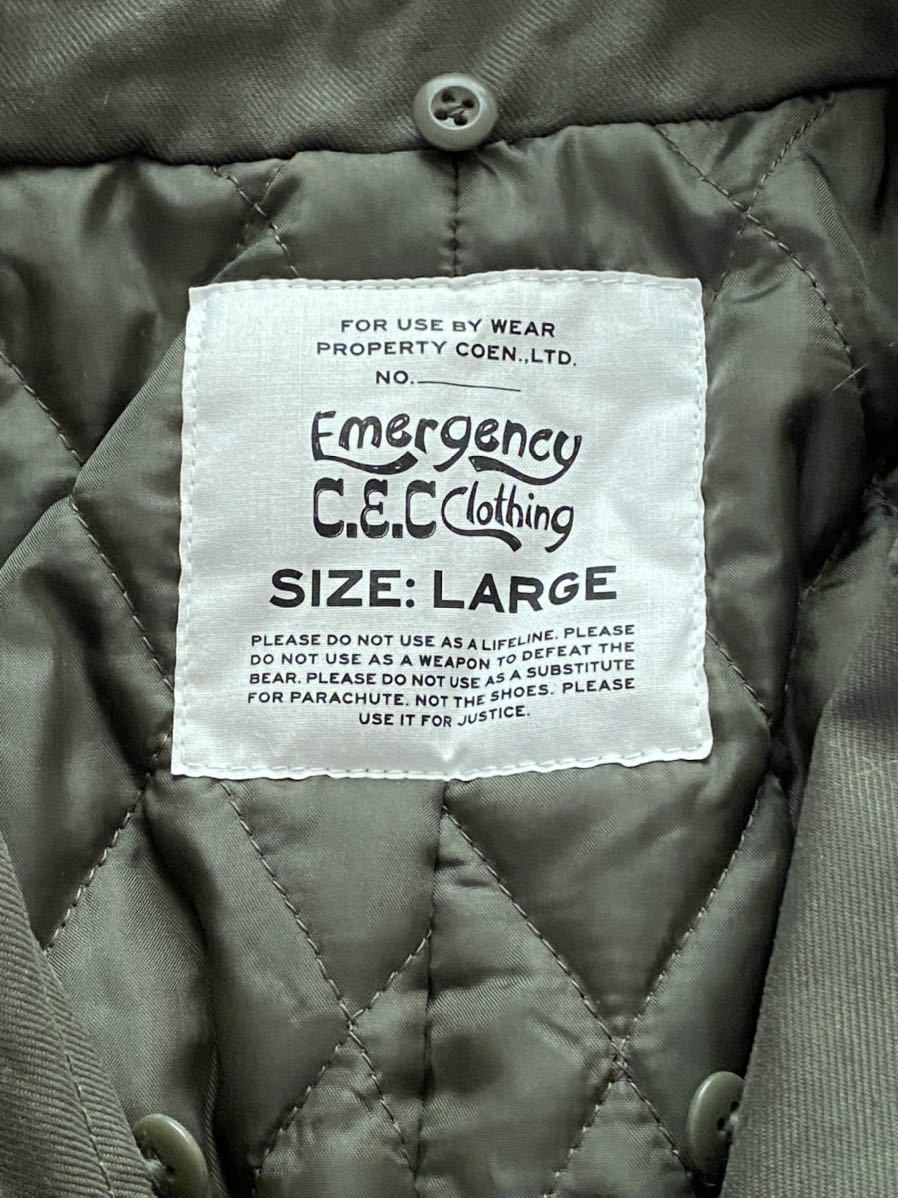 FOR USE BY WEAR
PROPERTY COEN.,LTD.
NO.
Emergency
C.E.C Clothing
SIZE: LARGE
PLEASE DO NOT USE AS A LIFELINE. PLEASE
DO NOT USE AS A WEAPON TO DEFEAT THE
BEAR. PLEASE DO NOT USE AS A SUBSTITUTE
FOR PARACHUTE. NOT THE SHOES. PLEASE
USE IT FOR JUSTICE.